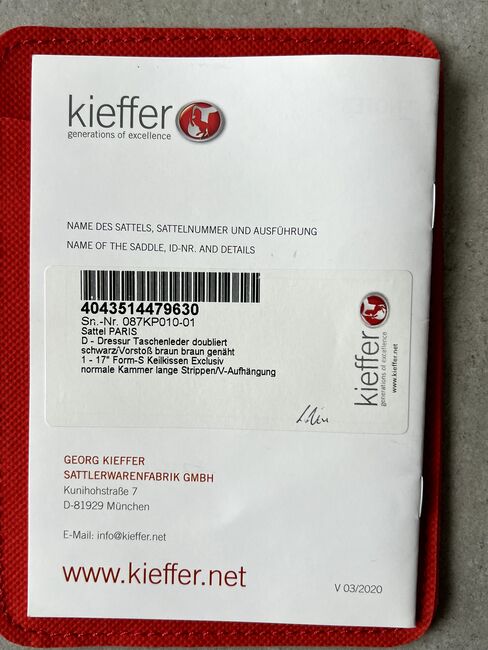 kieffer
generations of excellence
NAME DES SATTELS, SATTELNUMMER UND AUSFÜHRUNG
NAME OF THE SADDLE, ID-NR. AND DETAILS
4043514479630
Sn.-Nr. 087KP010-01
Sattel PARIS
D - Dressur Taschenleder doubliert
schwarz/Vorstoß braun braun genäht
1 - 17" Form-S Keilkissen Exclusiv
normale Kammer lange Strippen/V-Aufhängung
kieffer
generations of excellence
www.kieffer.net
GEORG KIEFFER
SATTLERWARENFABRIK GMBH
Kunihohstraße 7
D-81929 München
E-Mail: info@kieffer.net
www.kieffer.net
V 03/2020